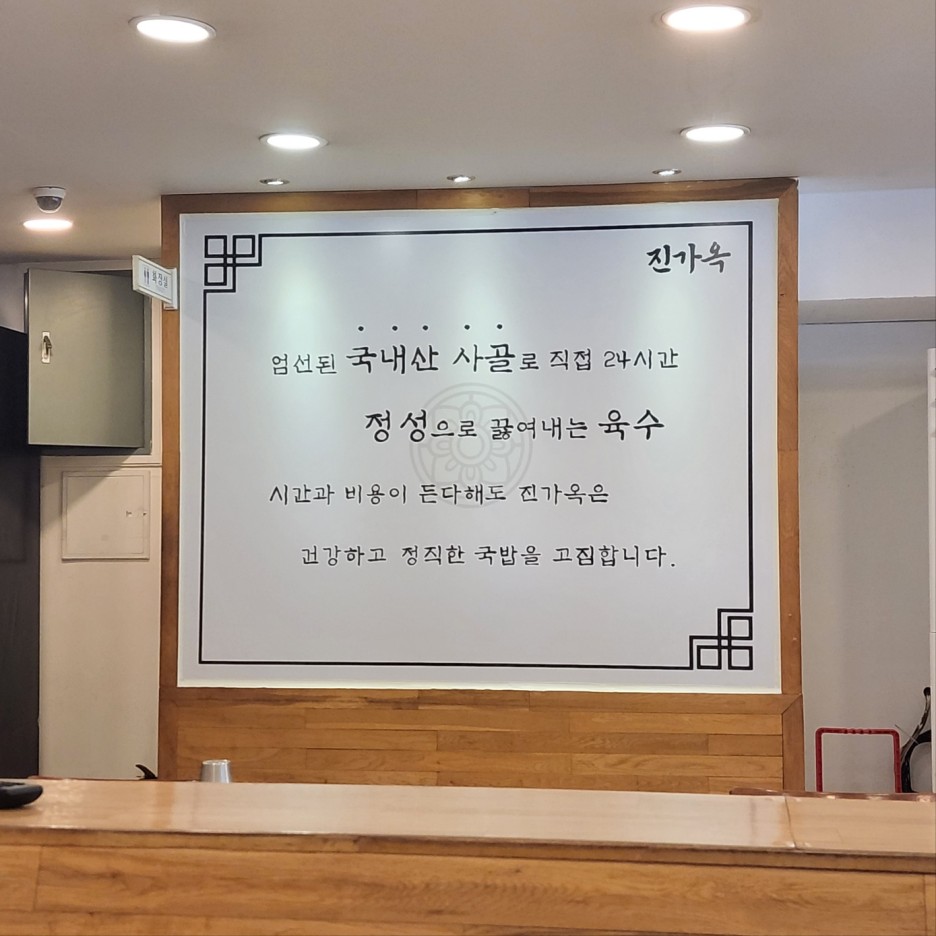 진가옥
화장실
엄선된 국내산 사골로 직접 24시간
정성으로 끓여내는 육수
시간과 비용이 든다해도 진가옥은
건강하고 정직한 국밥을 고집합니다.